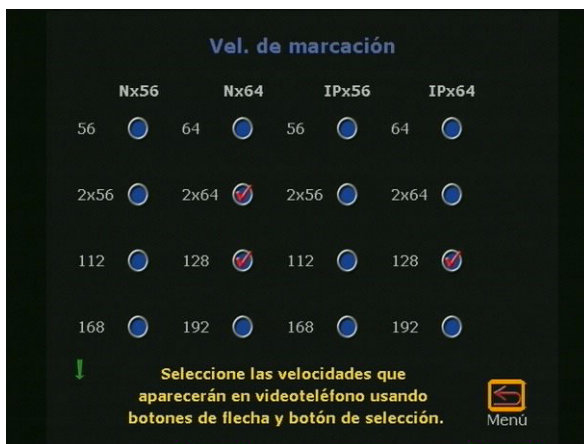 Vel. de marcación
Nx56 Nx64 IPx56 IPx64
56 64 56 64
2x56 2x64 2x56 2x64
112 128 112 128
168 192 168 192
Seleccione las velocidades que
aparecerán en videoteléfono usando
botones de flecha y botón de selección.
Menú